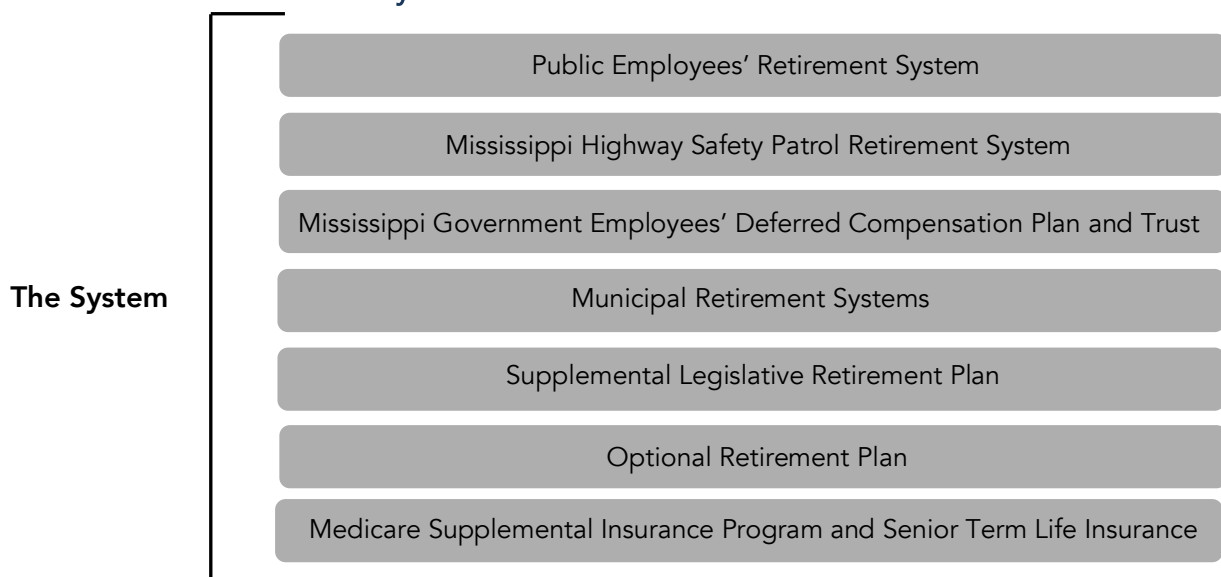 Public Employees’ Retirement System
Mississippi Highway Safety Patrol Retirement System
Mississippi Government Employees’ Deferred Compensation Plan and Trust
The System
Municipal Retirement Systems
Supplemental Legislative Retirement Plan
Optional Retirement Plan
Medicare Supplemental Insurance Program and Senior Term Life Insurance